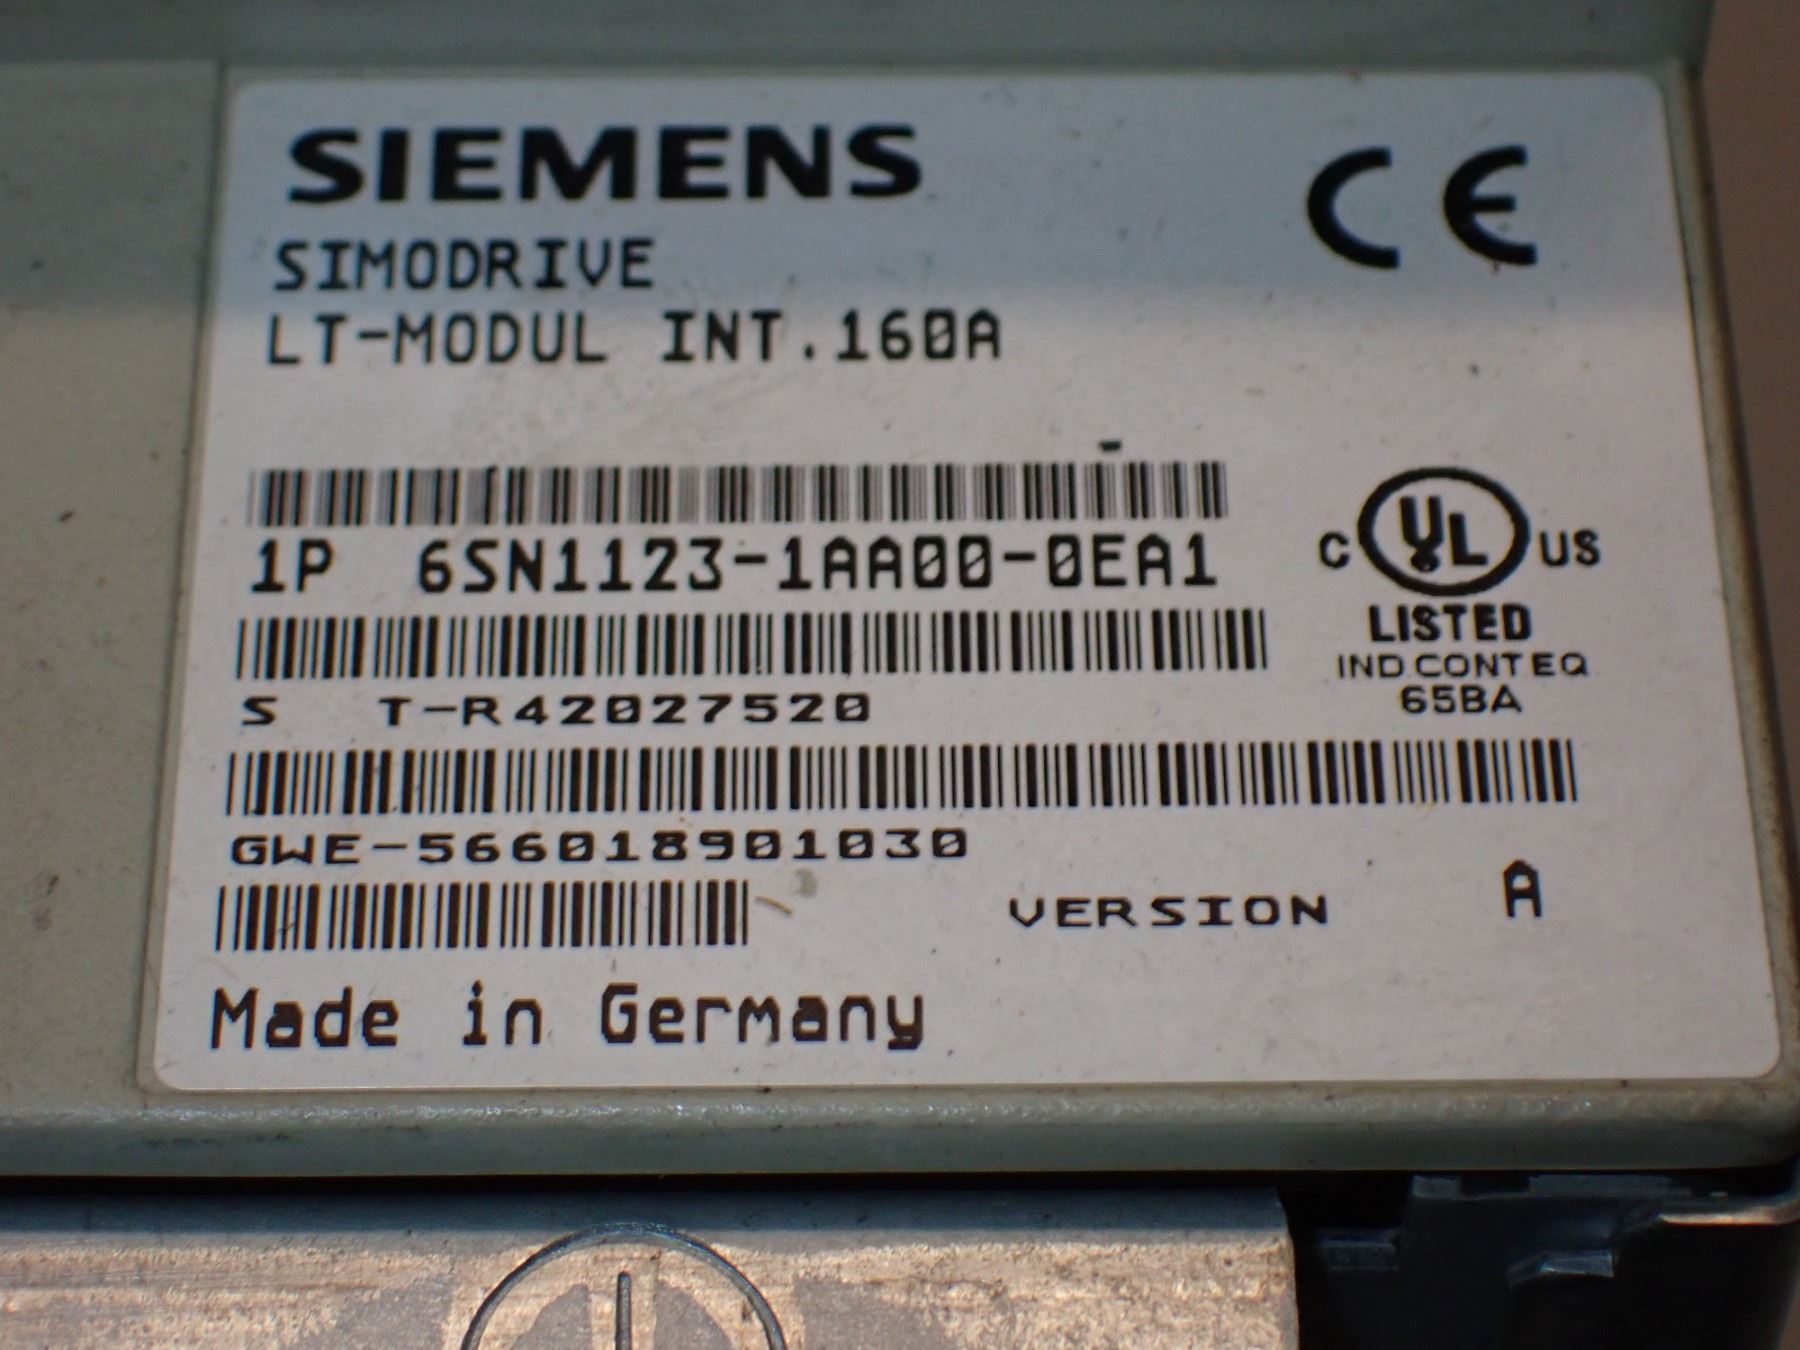 SIEMENS
CE
SIMODRIVE
LT-MODUL INT.160A
1P 6SN1123-1AA00-0EA1
C UL US
LISTED
IND.CONT.EQ
65BA
S T-R42027520
GWE-566018901030
VERSION A
Made in Germany